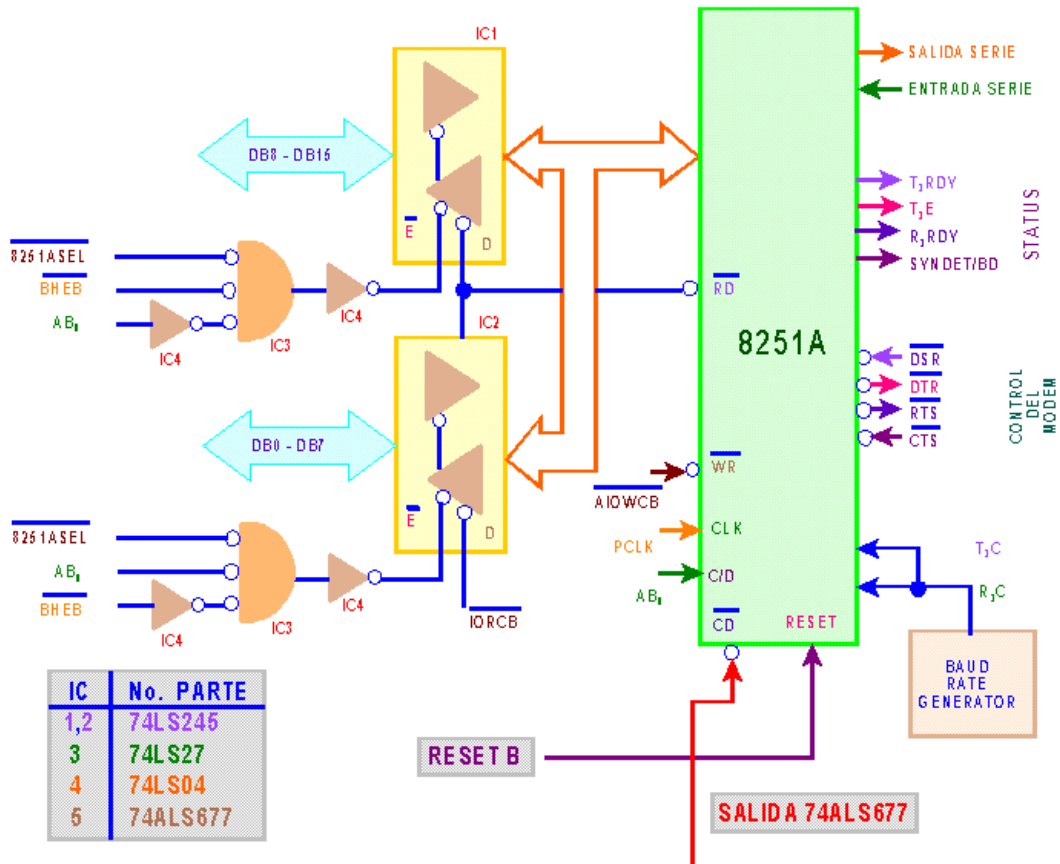 IC1
SALIDA SERIE
ENTRADA SERIE
DB8 - DB15
TxRDY
TxE
RxRDY
SYNDET/BD
STATUS
E
D
8251ASEL
BHEB
AB0
IC4
IC3
IC4
IC2
RD
8251A
DSR
DTR
RTS
CTS
CONTROL
DEL
MODEM
DB0 - DB7
E
D
WR
AIOWCB
8251ASEL
AB0
BHEB
IC4
IC3
IC4
IORCB
PCLK
CLK
AB0
C/D
CD
RESET
TxC
RxC
BAUD
RATE
GENERATOR
IC No. PARTE
1,2 74LS245
3 74LS27
4 74LS04
5 74ALS677
RESET B
SALIDA 74ALS677